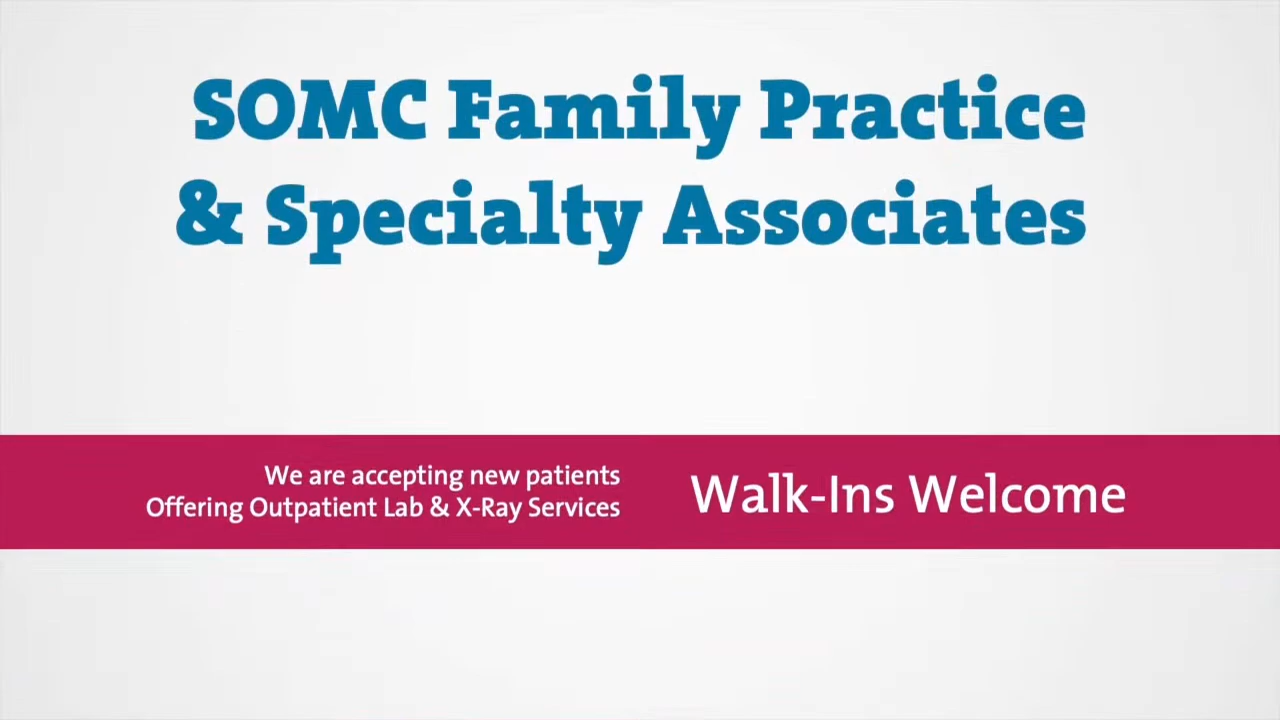 SOMC Family Practice
& Specialty Associates
We are accepting new patients
Offering Outpatient Lab & X-Ray Services
Walk-Ins Welcome